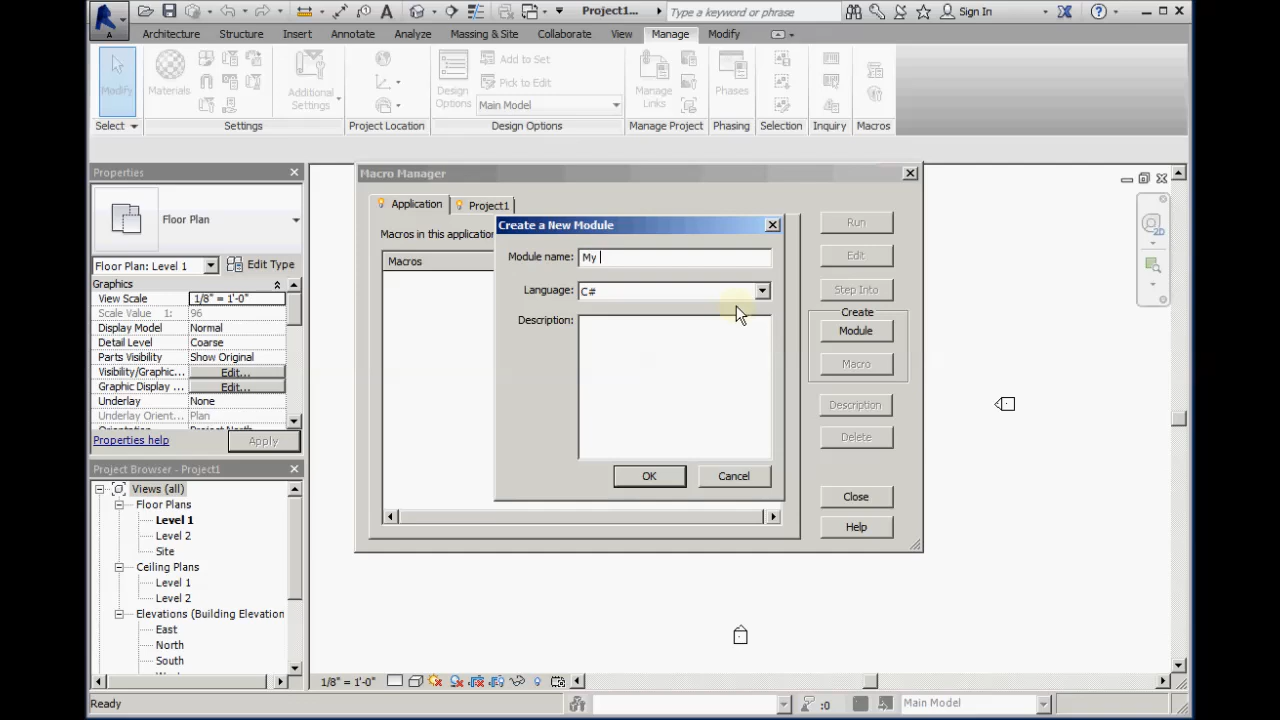 Project1...
Type a keyword or phrase
Sign In
A
Architecture
Structure
Insert
Annotate
Analyze
Massing & Site
Collaborate
View
Manage
Modify
Modify
Materials
Additional
Settings
Design
Options
Add to Set
Pick to Edit
Main Model
Manage
Links
Phases
Select
Settings
Project Location
Design Options
Manage Project
Phasing
Selection
Inquiry
Macros
Properties
Floor Plan
Floor Plan: Level 1
Edit Type
Graphics
View Scale
1/8" = 1'-0"
Scale Value 1:
96
Display Model
Normal
Detail Level
Coarse
Parts Visibility
Show Original
Visibility/Graphic...
Edit...
Graphic Display ...
Edit...
Underlay
None
Underlay Orient...
Plan
Properties help
Apply
Project Browser - Project1
Views (all)
Floor Plans
Level 1
Level 2
Site
Ceiling Plans
Level 1
Level 2
Elevations (Building Elevation
East
North
South
Macro Manager
Application
Project1
Macros in this application
Macros
Create a New Module
Module name:
My
Language:
C#
Description:
OK
Cancel
Run
Edit
Step Into
Create
Module
Macro
Description
Delete
Close
Help
2D
1/8" = 1'-0"
Ready
:0
Main Model